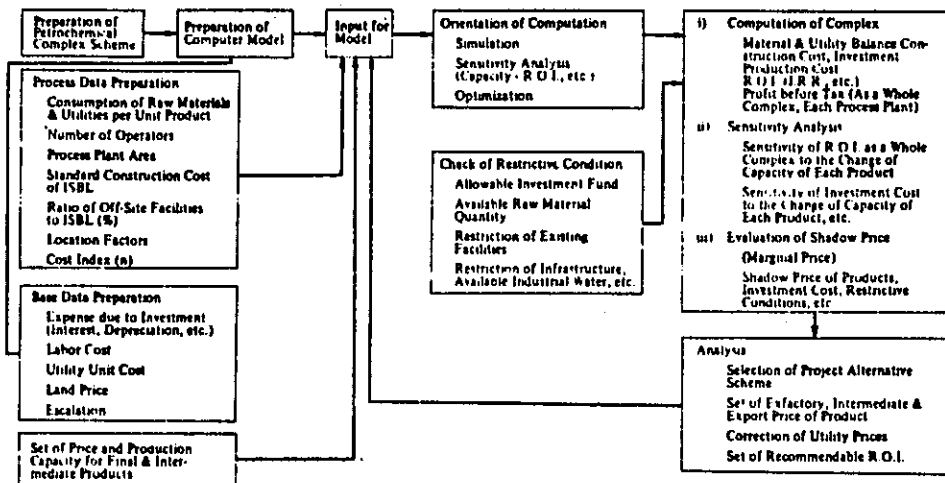 Preparation of
Petrochemical
Complex Scheme
Preparation of
Computer Model
Input for
Model
Orientation of Computation
Simulation
Sensitivity Analysis
(Capacity - R.O.I., etc.)
Optimization
i) Computation of Complex
Material & Utility Balance Con-
struction Cost, Investment
Production Cost
R.O.I. (I.R.R., etc.)
Profit before Tax (As a Whole
Complex, Each Process Plant)
ii) Sensitivity Analysis
Sensitivity of R.O.I. as a Whole
Complex to the Change of
Capacity of Each Product
Sensitivity of Investment Cost
to the Change of Capacity of
Each Product, etc.
iii) Evaluation of Shadow Price
(Marginal Price)
Shadow Price of Products,
Investment Cost, Restrictive
Conditions, etc
Process Data Preparation
Consumption of Raw Materials
& Utilities per Unit Product
Number of Operators
Process Plant Area
Standard Construction Cost
of ISBL
Ratio of Off-Site Facilities
to ISBL (%)
Location Factors
Cost Index (n)
Check of Restrictive Condition
Allowable Investment Fund
Available Raw Material
Quantity
Restriction of Existing
Facilities
Restriction of Infrastructure,
Available Industrial Water, etc.
Base Data Preparation
Expense due to Investment
(Interest, Depreciation, etc.)
Labor Cost
Utility Unit Cost
Land Price
Escalation
Analysis
Selection of Project Alternative
Scheme
Set of Exfactory, Intermediate &
Export Price of Product
Correction of Utility Prices
Set of Recommendable R.O.I.
Set of Price and Production
Capacity for Final & Inter-
mediate Products